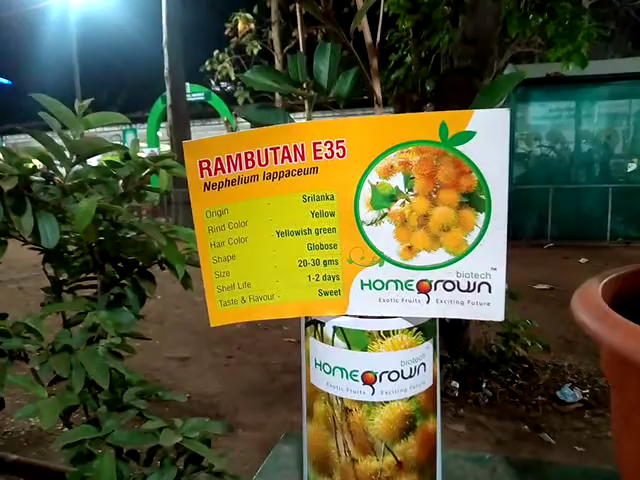 RAMBUTAN E35
Nephelium lappaceum
Origin Srilanka
Rind Color Yellow
Hair Color Yellowish green
Shape Globose
Size 20-30 gms
Shelf Life 1-2 days
Taste & Flavour - Sweet
biotech™
HOMEgrown
Exotic Fruits Exciting Future
biotech
HOMEgrown
Exotic Fruits Exciting Future